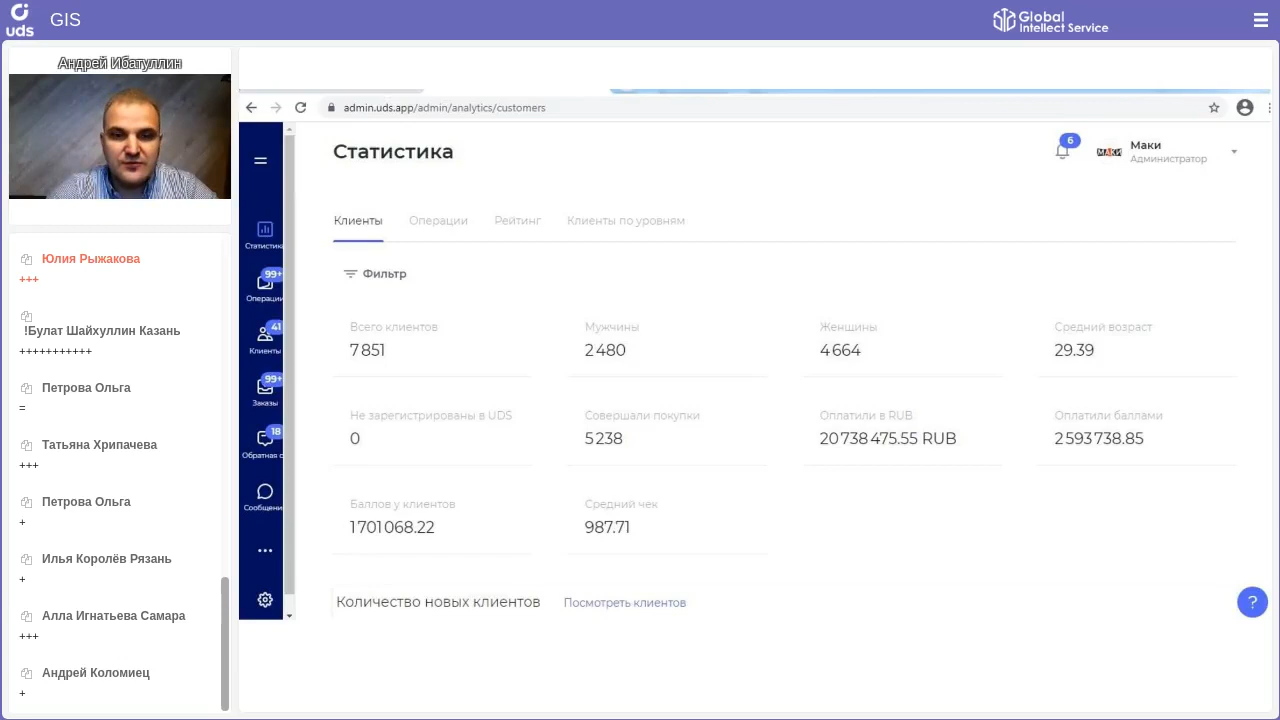 uds
GIS
Global
Intellect Service
Андрей Ибатуллин
Юлия Рыжакова
+++
!Булат Шайхуллин Казань
+++++++++++
Петрова Ольга
=
Татьяна Хрипачева
+++
Петрова Ольга
+
Илья Королёв Рязань
+
Алла Игнатьева Самара
+++
Андрей Коломиец
+
admin.uds.app/admin/analytics/customers
Статистика
6
МАКИ
Маки
Администратор
Статистика
99+
Операции
41
Клиенты
99+
Заказы
18
Обратная с
Сообщени
Клиенты
Операции
Рейтинг
Клиенты по уровням
Фильтр
Всего клиентов
7 851
Мужчины
2 480
Женщины
4 664
Средний возраст
29.39
Не зарегистрированы в UDS
0
Совершали покупки
5 238
Оплатили в RUB
20 738 475.55 RUB
Оплатили баллами
2 593 738.85
Баллов у клиентов
1 701 068.22
Средний чек
987.71
Количество новых клиентов
Посмотреть клиентов
?